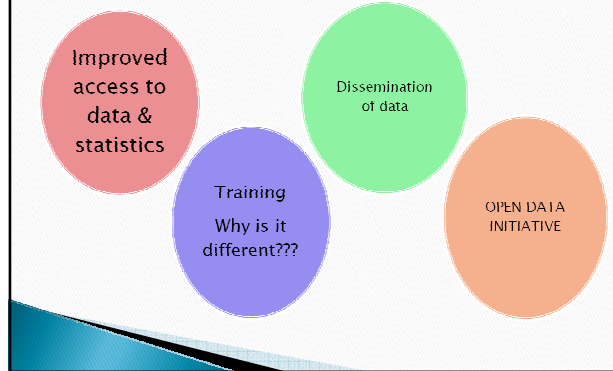 Improved
access to
data &
statistics
Training
Why is it
different???
Dissemination
of data
OPEN DATA
INITIATIVE